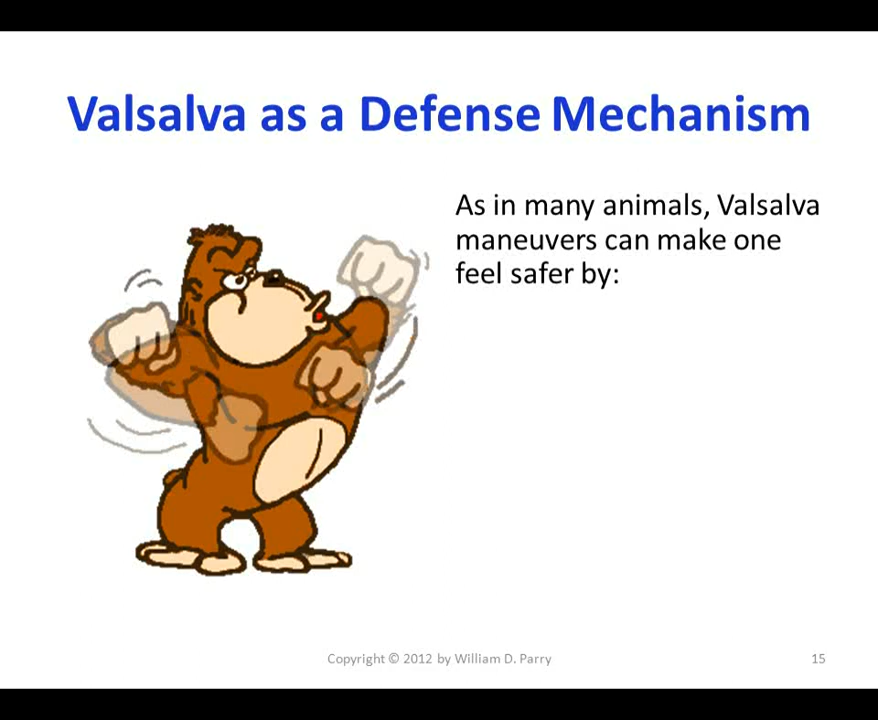 Valsalva as a Defense Mechanism
As in many animals, Valsalva
maneuvers can make one
feel safer by:
Copyright © 2012 by William D. Parry
15